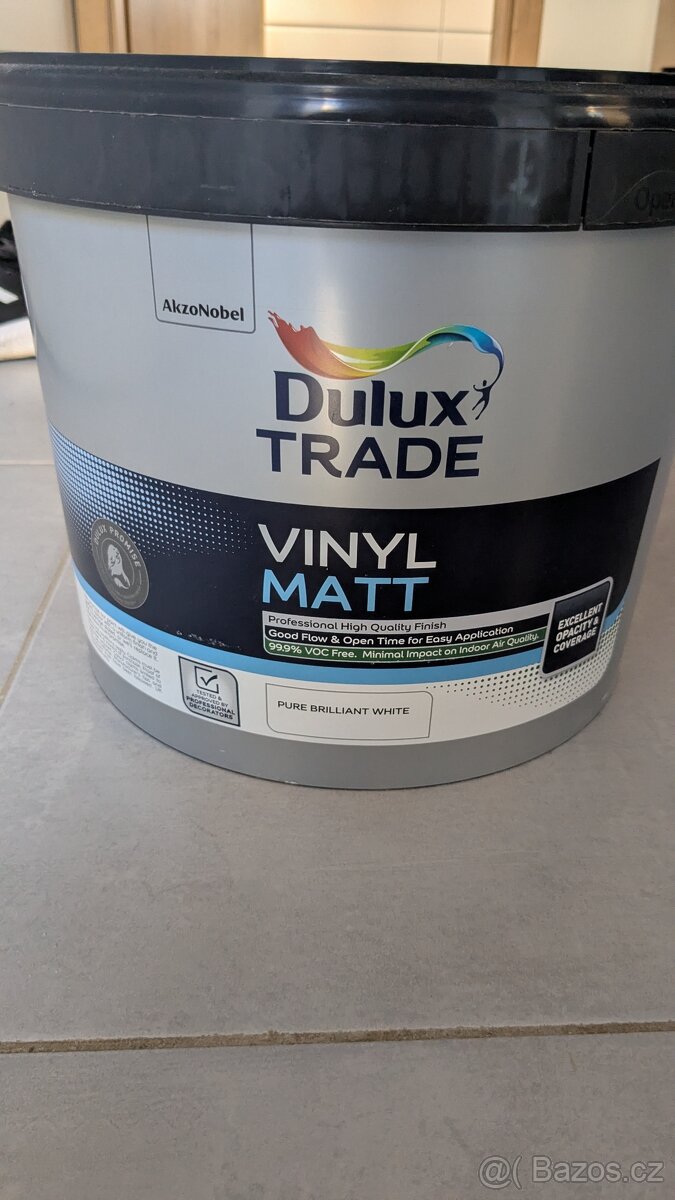 AkzoNobel
Dulux
TRADE
VINYL
MATT
Professional High Quality Finish
Good Flow & Open Time for Easy Application
99.9% VOC Free. Minimal Impact on Indoor Air Quality.
EXCELLENT
OPACITY &
COVERAGE
DULUX PROMISE
TESTED &
APPROVED BY
PROFESSIONAL
DECORATORS
PURE BRILLIANT WHITE
@( Bazos.cz